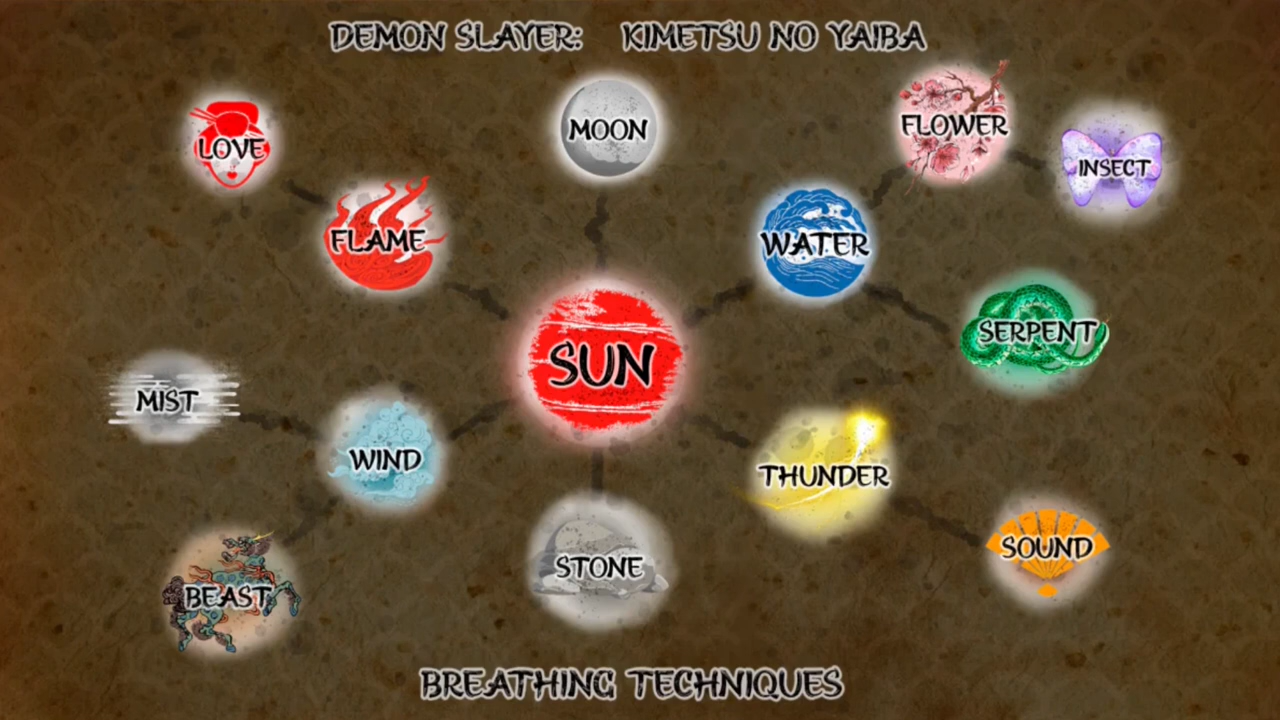 DEMON SLAYER: KIMETSU NO YAIBA
LOVE
MOON
FLOWER
INSECT
FLAME
WATER
SUN
SERPENT
MIST
WIND
THUNDER
STONE
SOUND
BEAST
BREATHING TECHNIQUES